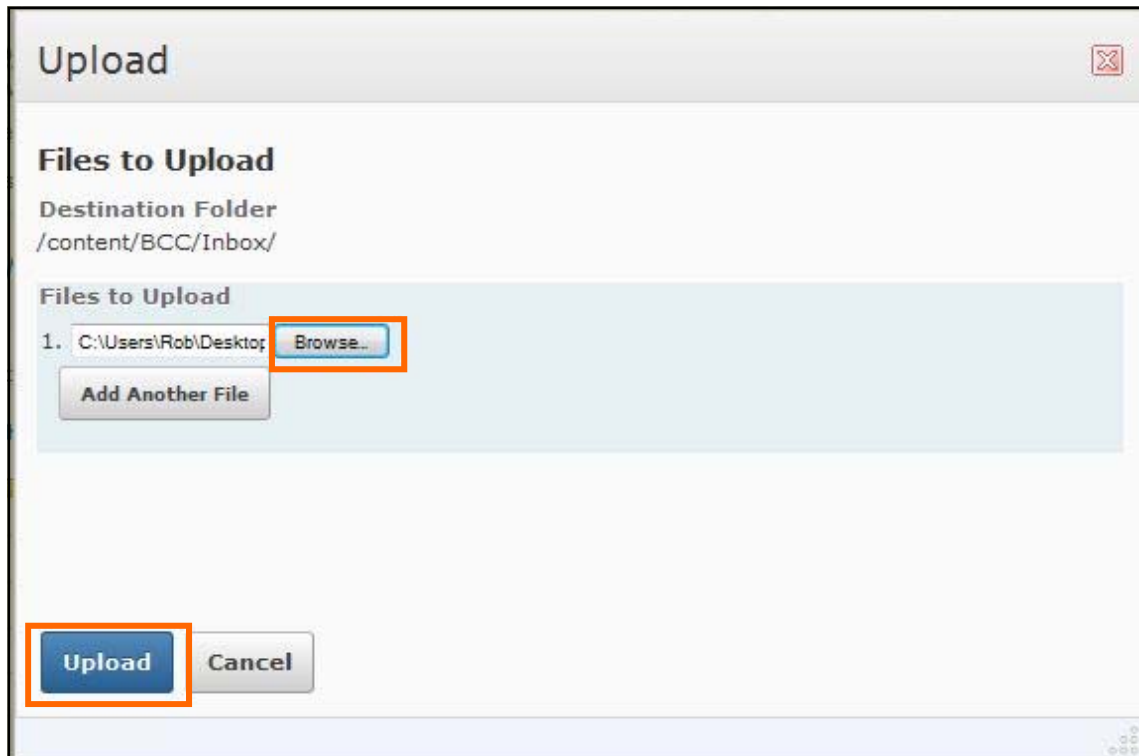 Upload
Files to Upload
Destination Folder
/content/BCC/Inbox/
Files to Upload
1. C:\Users\Rob\Desktop Browse..
Add Another File
Upload Cancel